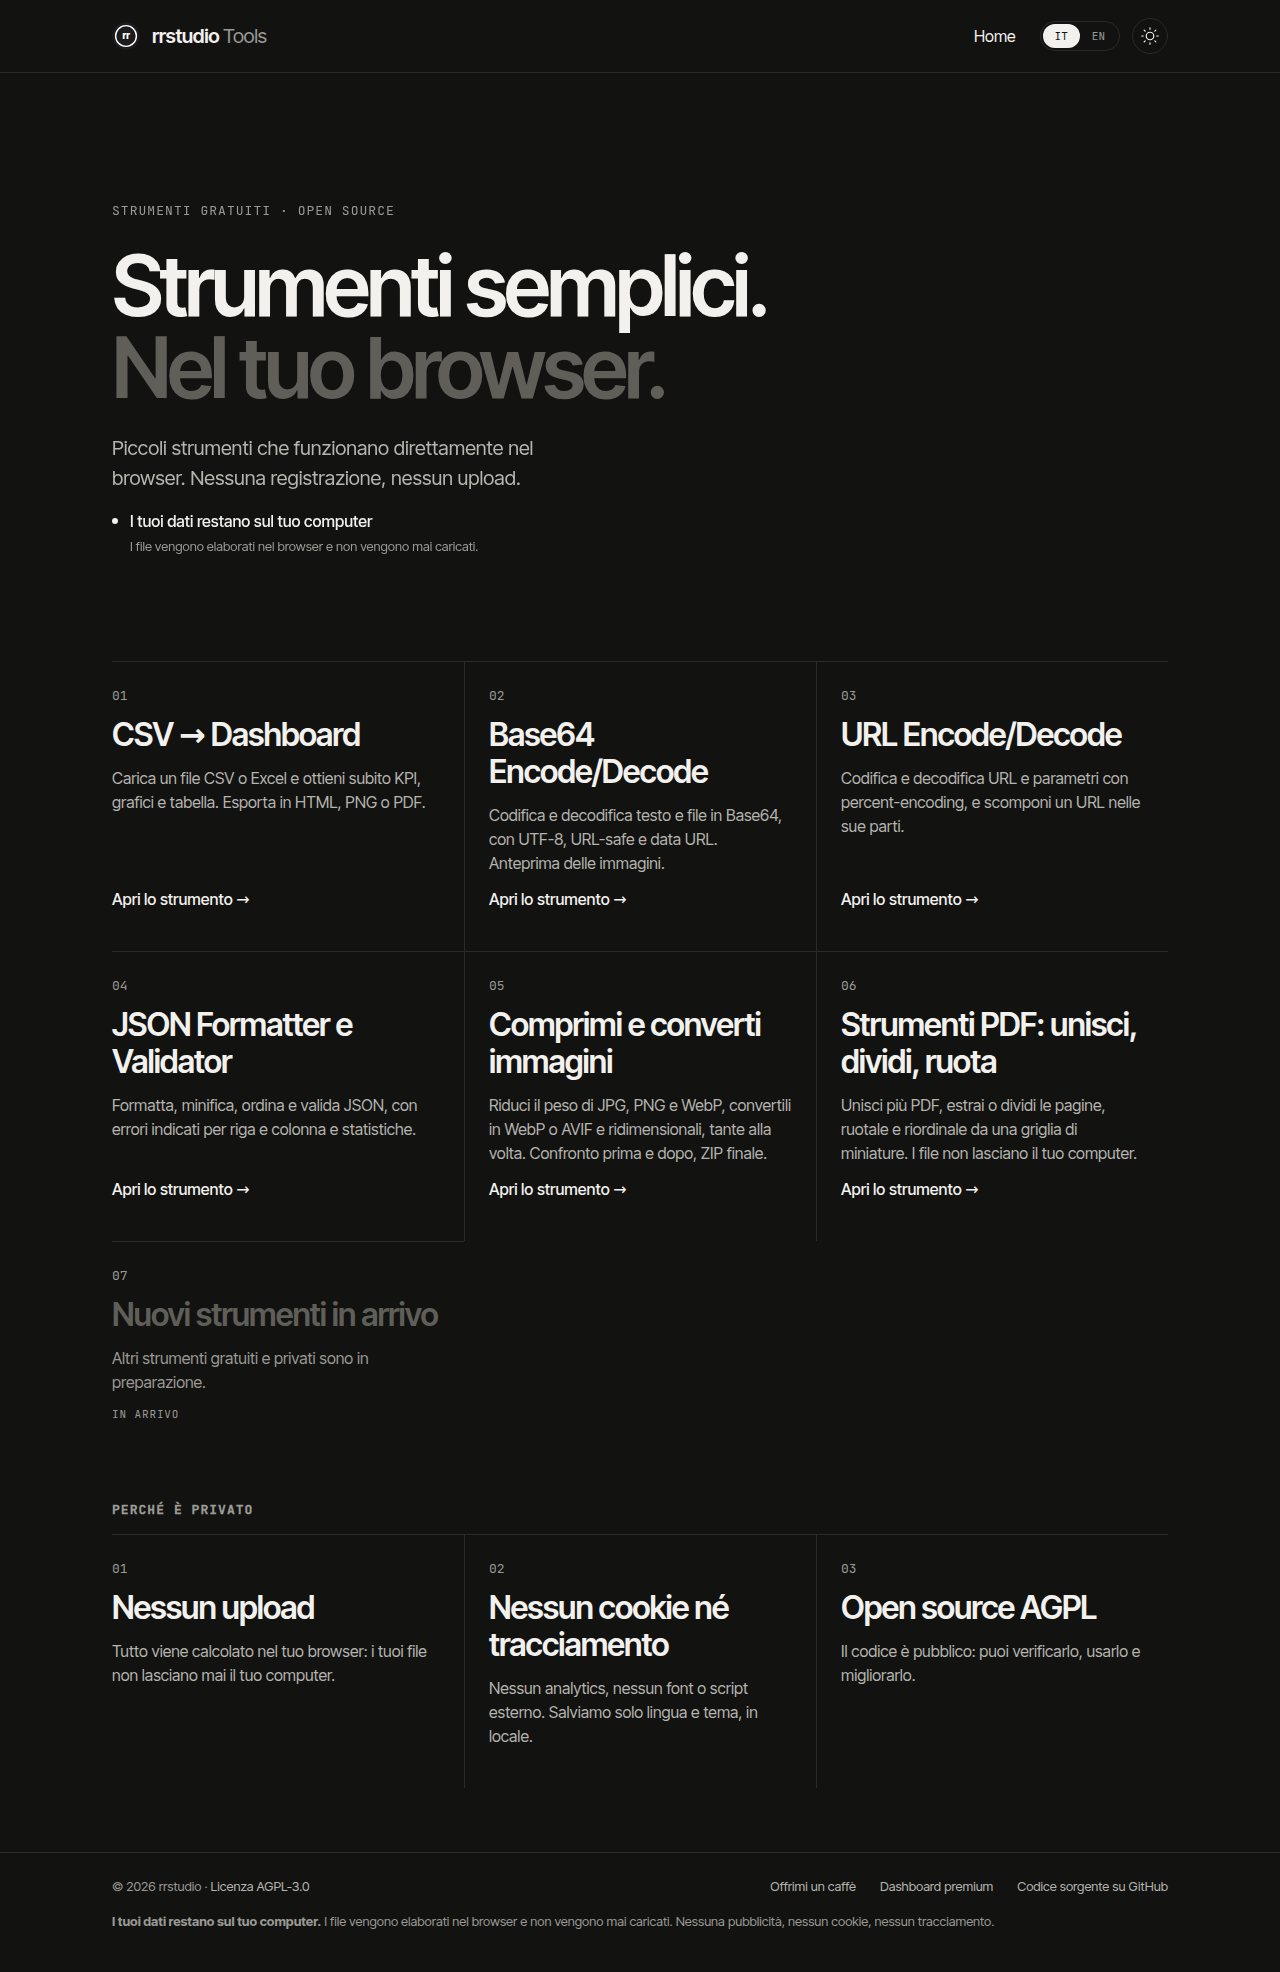 rr rrstudio Tools
Home
IT EN
STRUMENTI GRATUITI · OPEN SOURCE
Strumenti semplici.
Nel tuo browser.
Piccoli strumenti che funzionano direttamente nel
browser. Nessuna registrazione, nessun upload.
• I tuoi dati restano sul tuo computer
I file vengono elaborati nel browser e non vengono mai caricati.
01
CSV → Dashboard
Carica un file CSV o Excel e ottieni subito KPI,
grafici e tabella. Esporta in HTML, PNG o PDF.
Apri lo strumento →
02
Base64
Encode/Decode
Codifica e decodifica testo e file in Base64,
con UTF-8, URL-safe e data URL.
Anteprima delle immagini.
Apri lo strumento →
03
URL Encode/Decode
Codifica e decodifica URL e parametri con
percent-encoding, e scomponi un URL nelle
sue parti.
Apri lo strumento →
04
JSON Formatter e
Validator
Formatta, minifica, ordina e valida JSON, con
errori indicati per riga e colonna e statistiche.
Apri lo strumento →
05
Comprimi e converti
immagini
Riduci il peso di JPG, PNG e WebP, convertili
in WebP o AVIF e ridimensionali, tante alla
volta. Confronto prima e dopo, ZIP finale.
Apri lo strumento →
06
Strumenti PDF: unisci,
dividi, ruota
Unisci più PDF, estrai o dividi le pagine,
ruotale e riordinale da una griglia di
miniature. I file non lasciano il tuo computer.
Apri lo strumento →
07
Nuovi strumenti in arrivo
Altri strumenti gratuiti e privati sono in
preparazione.
IN ARRIVO
PERCHÉ È PRIVATO
01
Nessun upload
Tutto viene calcolato nel tuo browser: i tuoi file
non lasciano mai il tuo computer.
02
Nessun cookie né
tracciamento
Nessun analytics, nessun font o script
esterno. Salviamo solo lingua e tema, in
locale.
03
Open source AGPL
Il codice è pubblico: puoi verificarlo, usarlo e
migliorarlo.
© 2026 rrstudio · Licenza AGPL-3.0
Offrimi un caffè
Dashboard premium
Codice sorgente su GitHub
I tuoi dati restano sul tuo computer. I file vengono elaborati nel browser e non vengono mai caricati. Nessuna pubblicità, nessun cookie, nessun tracciamento.